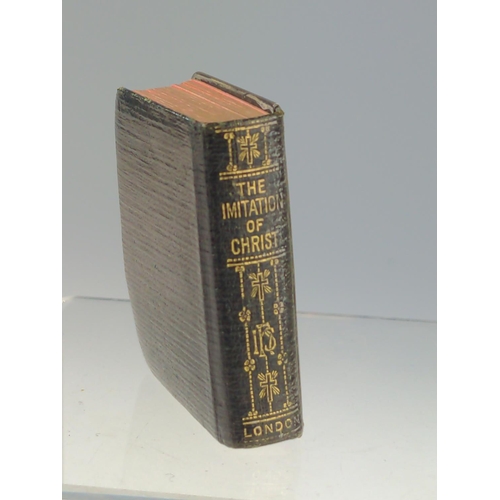 THE
IMITATION
OF
CHRIST
IHS
LONDON